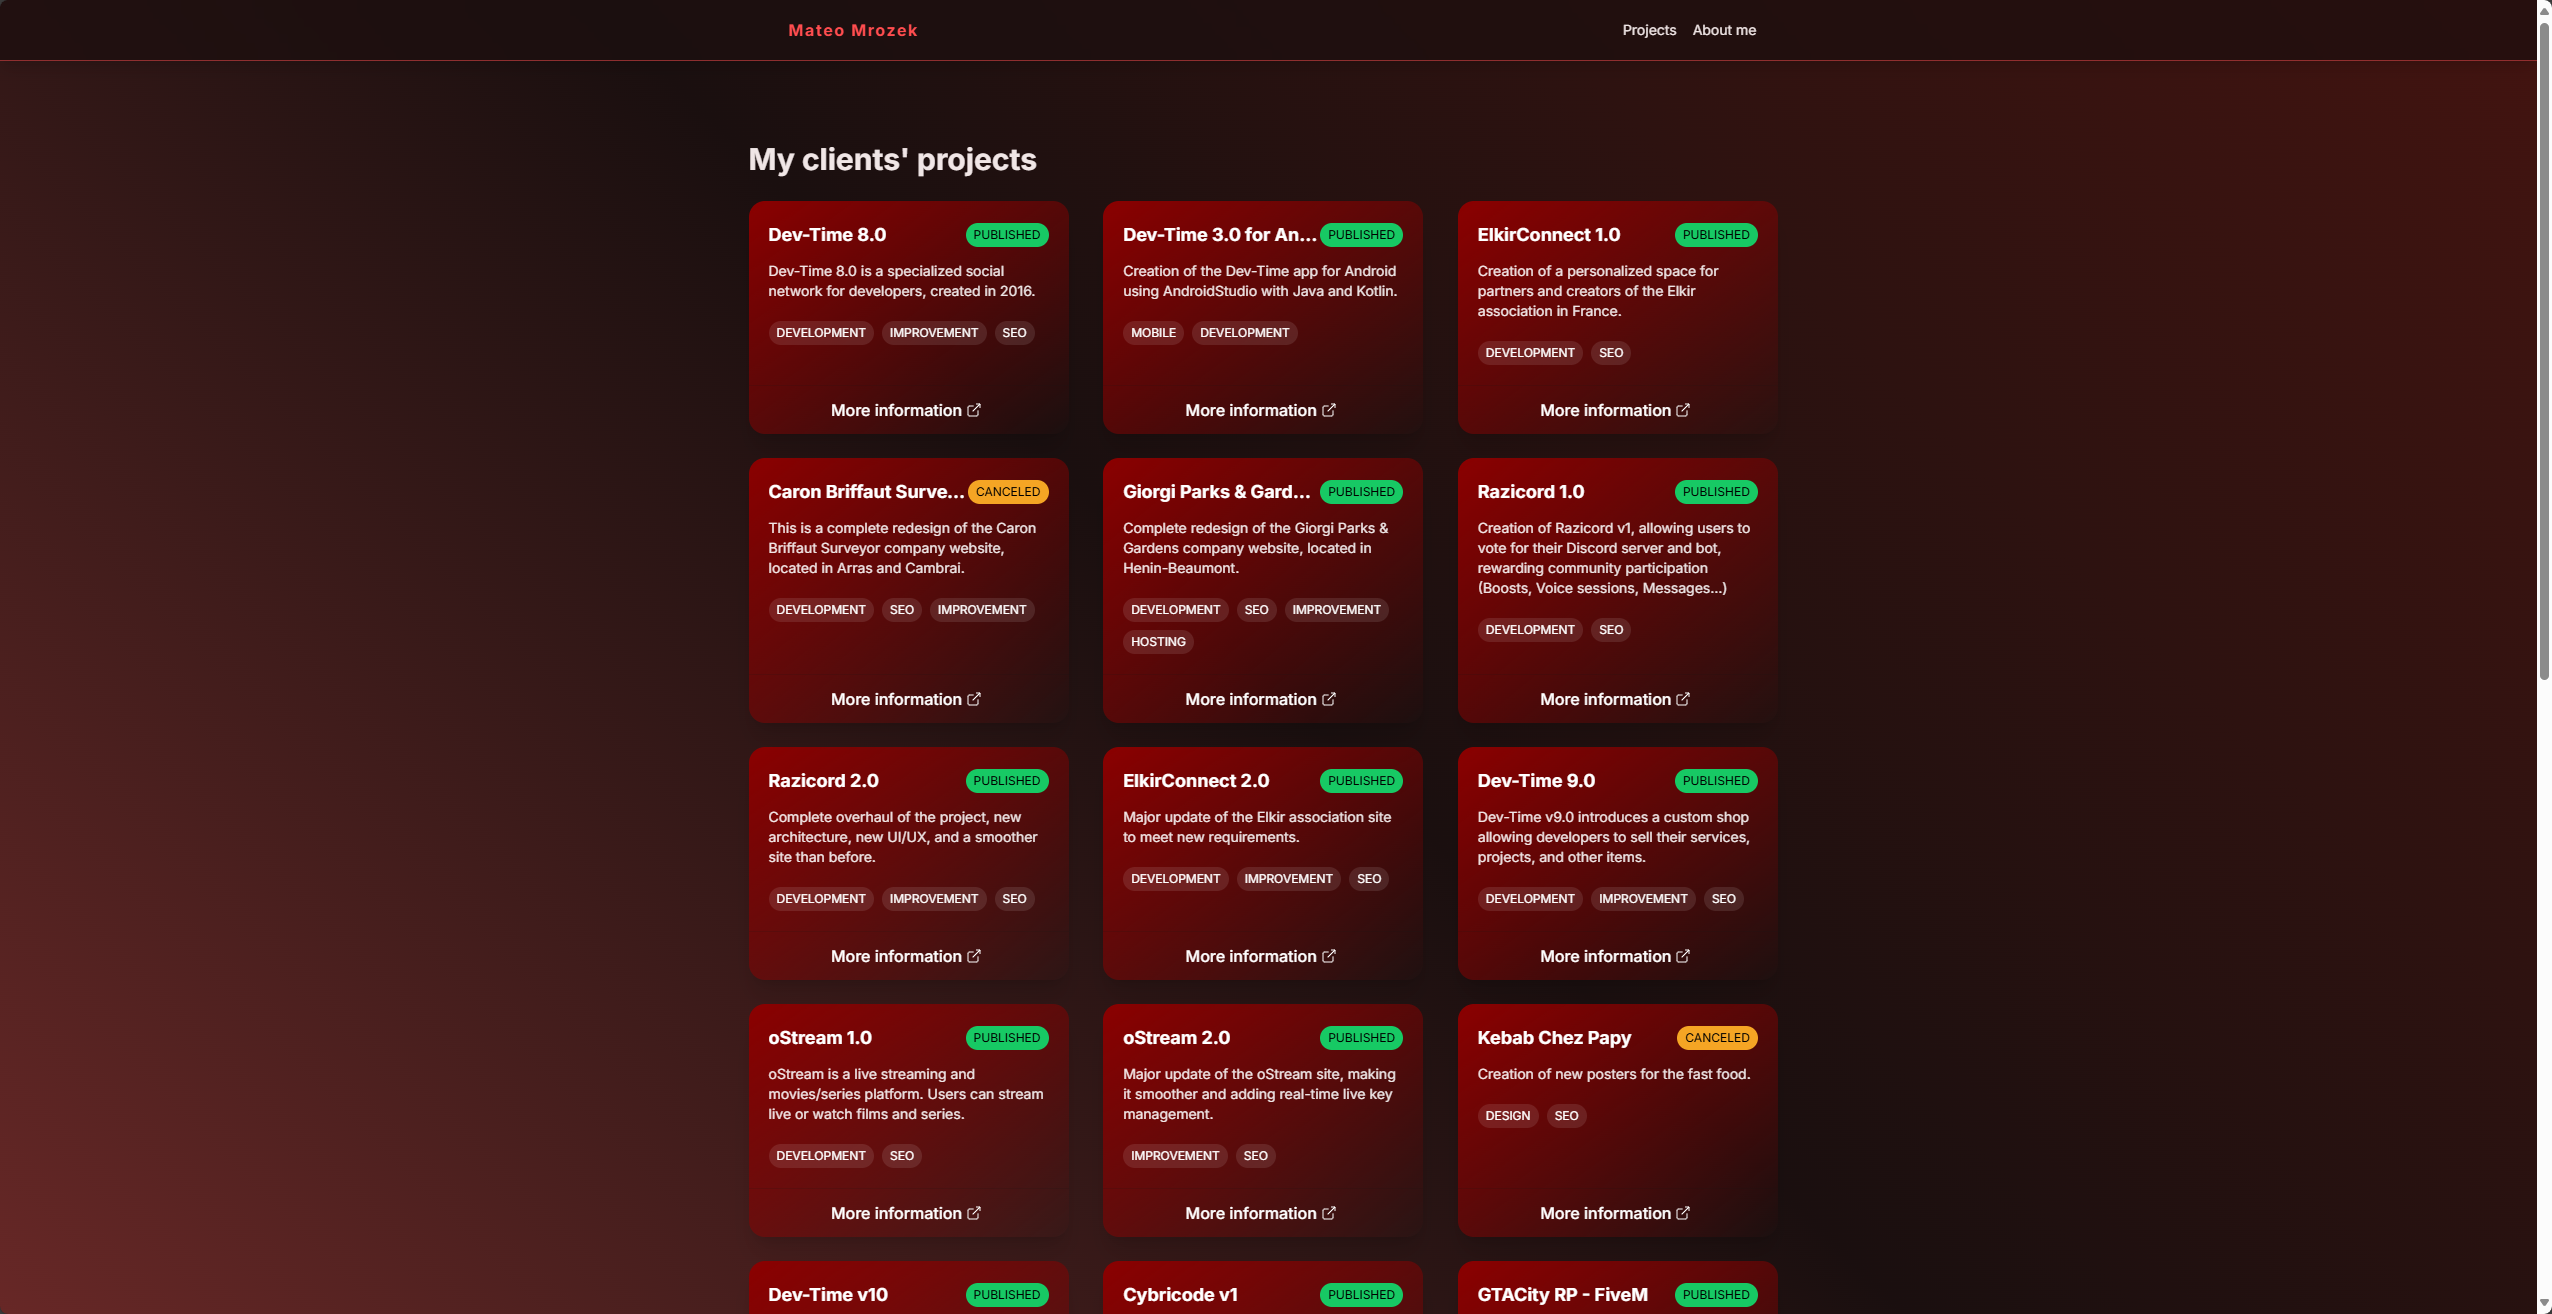 Mateo Mrozek
Projects
About me
My clients' projects
Dev-Time 8.0
PUBLISHED
Dev-Time 8.0 is a specialized social
network for developers, created in 2016.
DEVELOPMENT
IMPROVEMENT
SEO
More information
Dev-Time 3.0 for An...
PUBLISHED
Creation of the Dev-Time app for Android
using AndroidStudio with Java and Kotlin.
MOBILE
DEVELOPMENT
More information
ElkirConnect 1.0
PUBLISHED
Creation of a personalized space for
partners and creators of the Elkir
association in France.
DEVELOPMENT
SEO
More information
Caron Briffaut Surve...
CANCELED
This is a complete redesign of the Caron
Briffaut Surveyor company website,
located in Arras and Cambrai.
DEVELOPMENT
SEO
IMPROVEMENT
More information
Giorgi Parks & Gard...
PUBLISHED
Complete redesign of the Giorgi Parks &
Gardens company website, located in
Henin-Beaumont.
DEVELOPMENT
SEO
IMPROVEMENT
HOSTING
More information
Razicord 1.0
PUBLISHED
Creation of Razicord v1, allowing users to
vote for their Discord server and bot,
rewarding community participation
(Boosts, Voice sessions, Messages...)
DEVELOPMENT
SEO
More information
Razicord 2.0
PUBLISHED
Complete overhaul of the project, new
architecture, new UI/UX, and a smoother
site than before.
DEVELOPMENT
IMPROVEMENT
SEO
More information
ElkirConnect 2.0
PUBLISHED
Major update of the Elkir association site
to meet new requirements.
DEVELOPMENT
IMPROVEMENT
SEO
More information
Dev-Time 9.0
PUBLISHED
Dev-Time v9.0 introduces a custom shop
allowing developers to sell their services,
projects, and other items.
DEVELOPMENT
IMPROVEMENT
SEO
More information
oStream 1.0
PUBLISHED
oStream is a live streaming and
movies/series platform. Users can stream
live or watch films and series.
DEVELOPMENT
SEO
More information
oStream 2.0
PUBLISHED
Major update of the oStream site, making
it smoother and adding real-time live key
management.
IMPROVEMENT
SEO
More information
Kebab Chez Papy
CANCELED
Creation of new posters for the fast food.
DESIGN
SEO
More information
Dev-Time v10
PUBLISHED
Cybricode v1
PUBLISHED
GTACity RP - FiveM
PUBLISHED